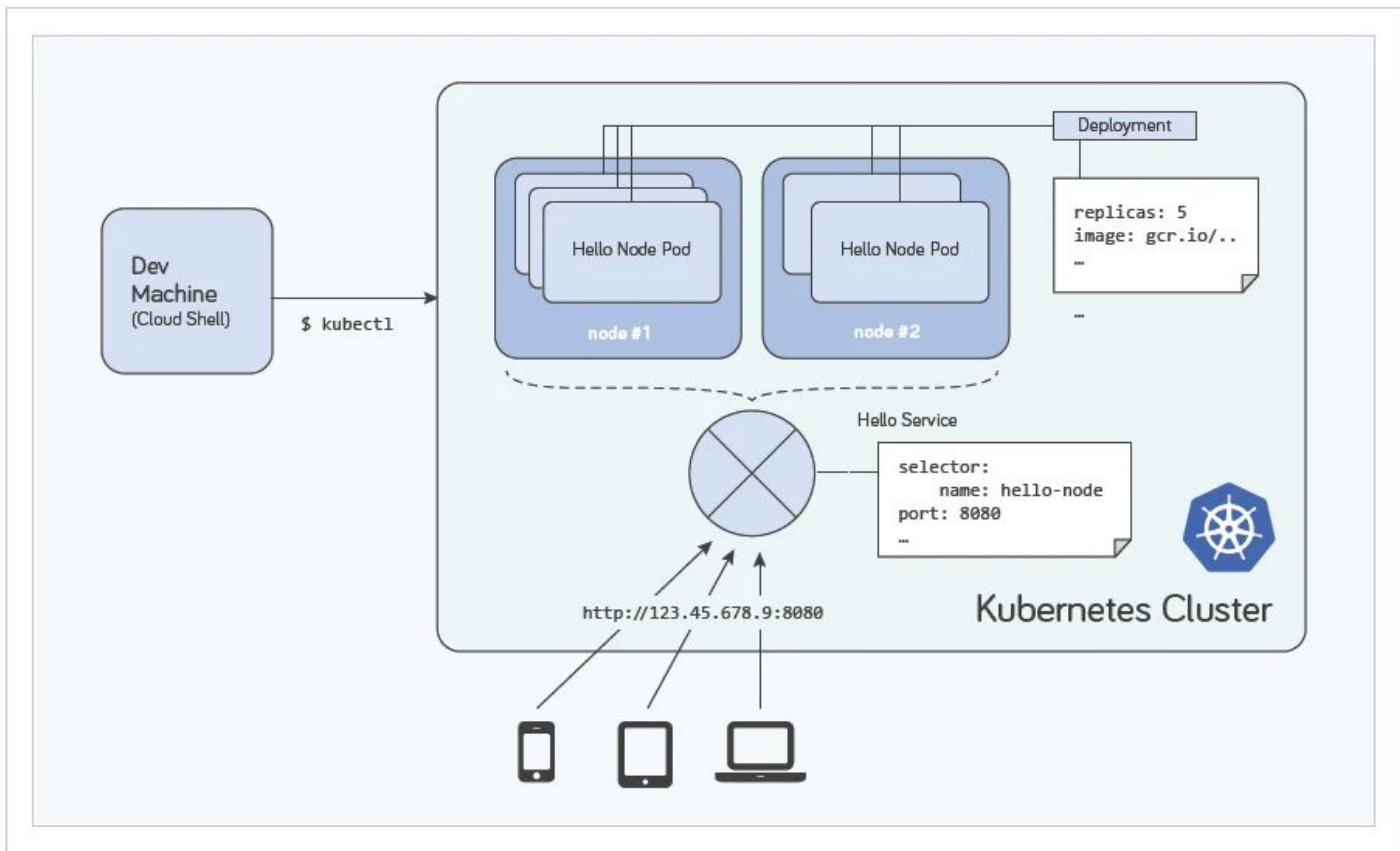 Deployment
replicas: 5
image: gcr.io/..
…
…
Dev
Machine
(Cloud Shell)
$ kubectl
Hello Node Pod
node #1
Hello Node Pod
node #2
Hello Service
selector:
name: hello-node
port: 8080
…
http://123.45.678.9:8080
Kubernetes Cluster